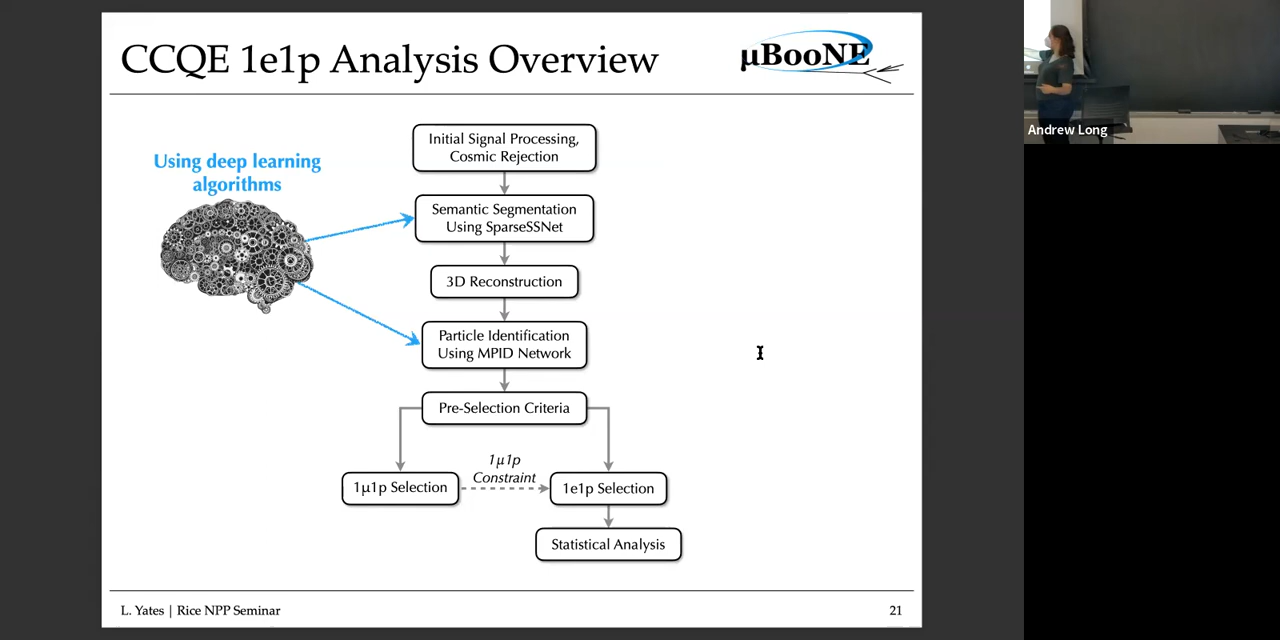 CCQE 1e1p Analysis Overview
µBooNE
Using deep learning
algorithms
Initial Signal Processing,
Cosmic Rejection
Semantic Segmentation
Using SparseSSNet
3D Reconstruction
Particle Identification
Using MPID Network
Pre-Selection Criteria
1µ1p
Constraint
1µ1p Selection
1e1p Selection
Statistical Analysis
L. Yates | Rice NPP Seminar
21
Andrew Long